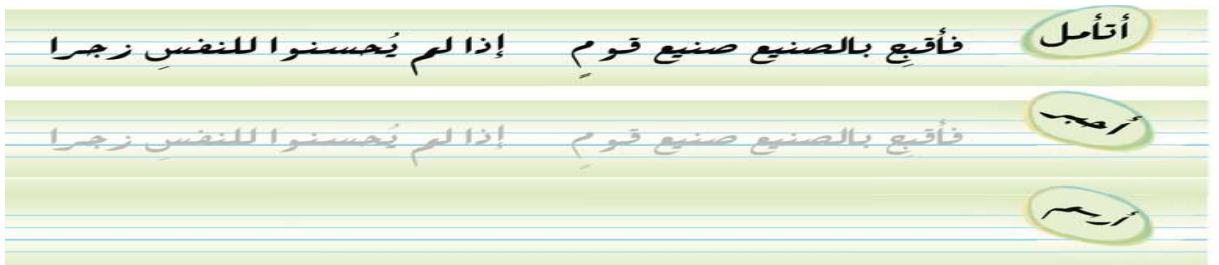 أتأمل فأقبِح بالصنيع صنيع قومٍ إذا لم يُحسنوا للنفسِ زجرا
أحبر فأقبِح بالصنيع صنيع قومٍ إذا لم يُحسنوا للنفسِ زجرا
أرسم